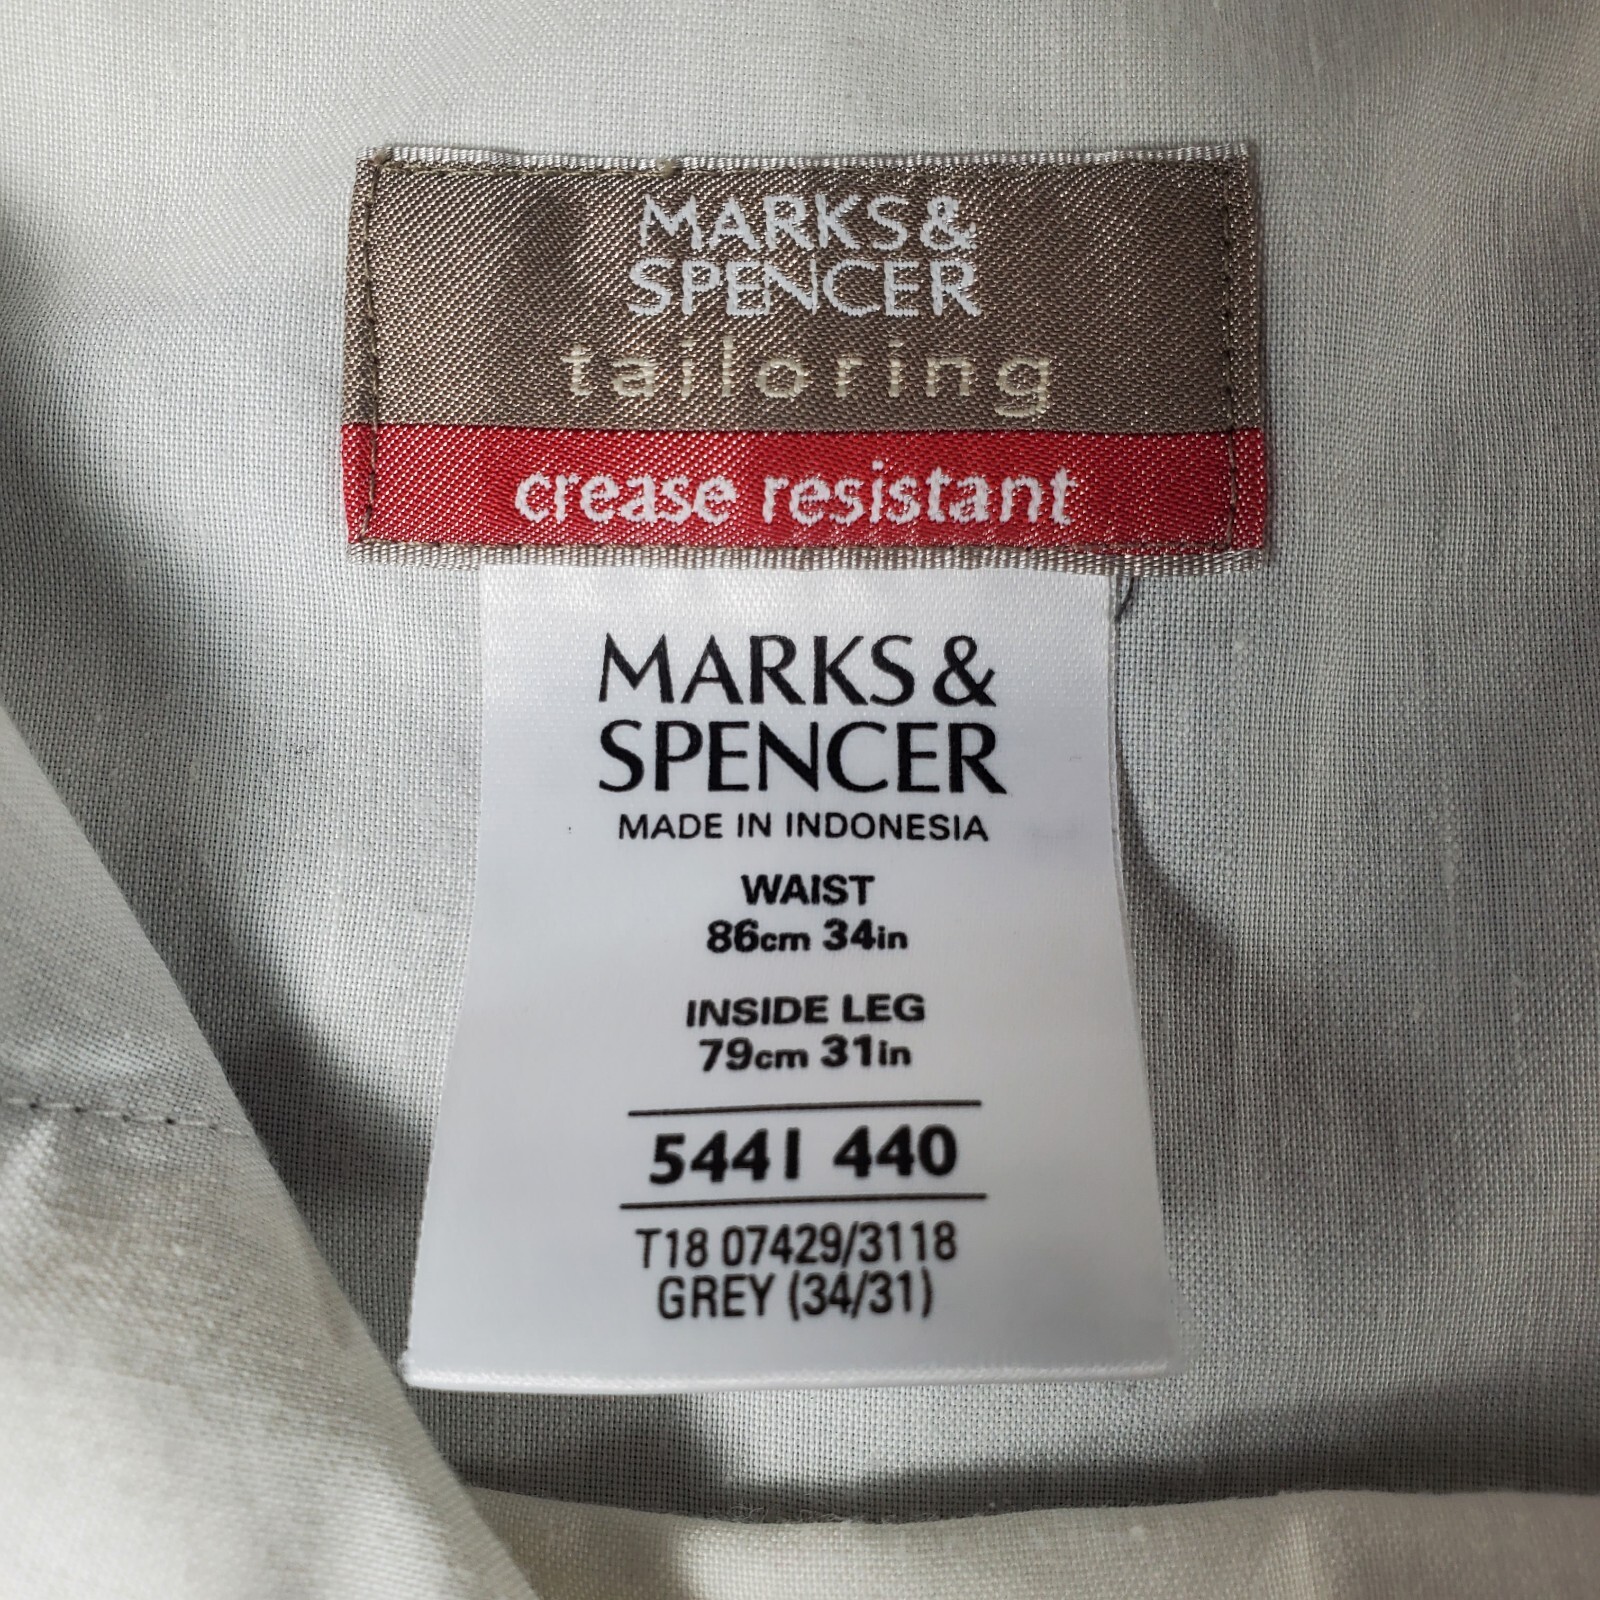 MARKS &
SPENCER
tailoring
crease resistant
MARKS &
SPENCER
MADE IN INDONESIA
WAIST
86cm 34in
INSIDE LEG
79cm 31in
5441 440
T18 07429/3118
GREY (34/31)